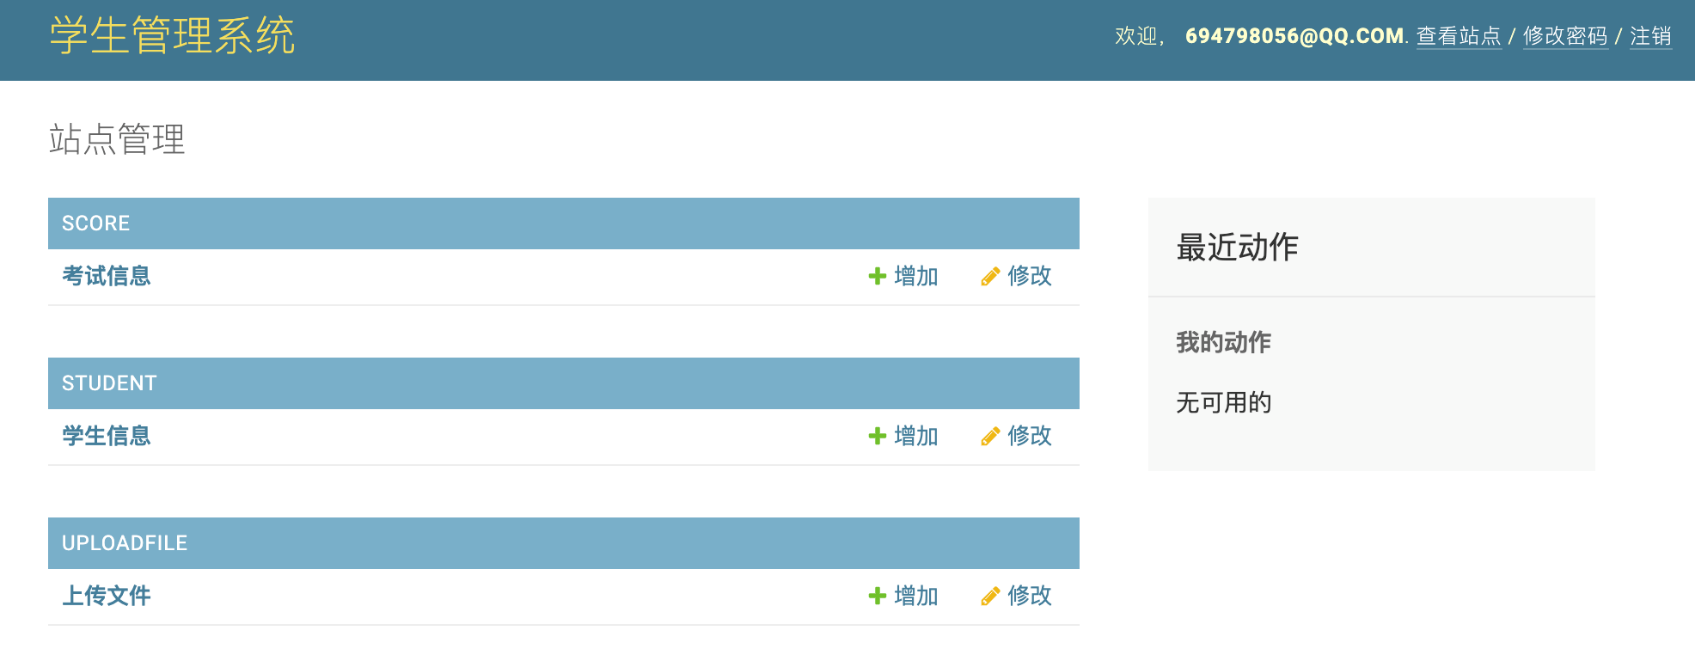 学生管理系统
欢迎， 694798056@QQ.COM. 查看站点 / 修改密码 / 注销
站点管理
SCORE
考试信息 增加 修改
STUDENT
学生信息 增加 修改
UPLOADFILE
上传文件 增加 修改
最近动作
我的动作
无可用的